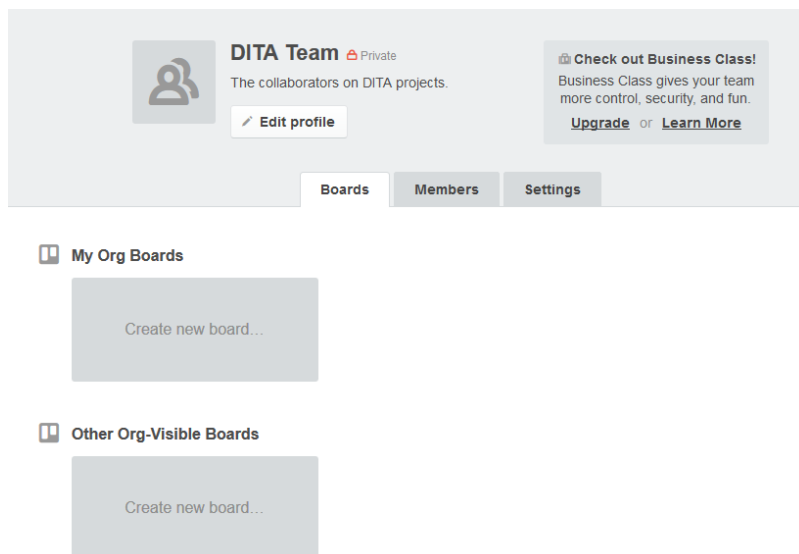 DITA Team Private
The collaborators on DITA projects.
Edit profile
Check out Business Class!
Business Class gives your team
more control, security, and fun.
Upgrade or Learn More
Boards Members Settings
My Org Boards
Create new board…
Other Org-Visible Boards
Create new board…